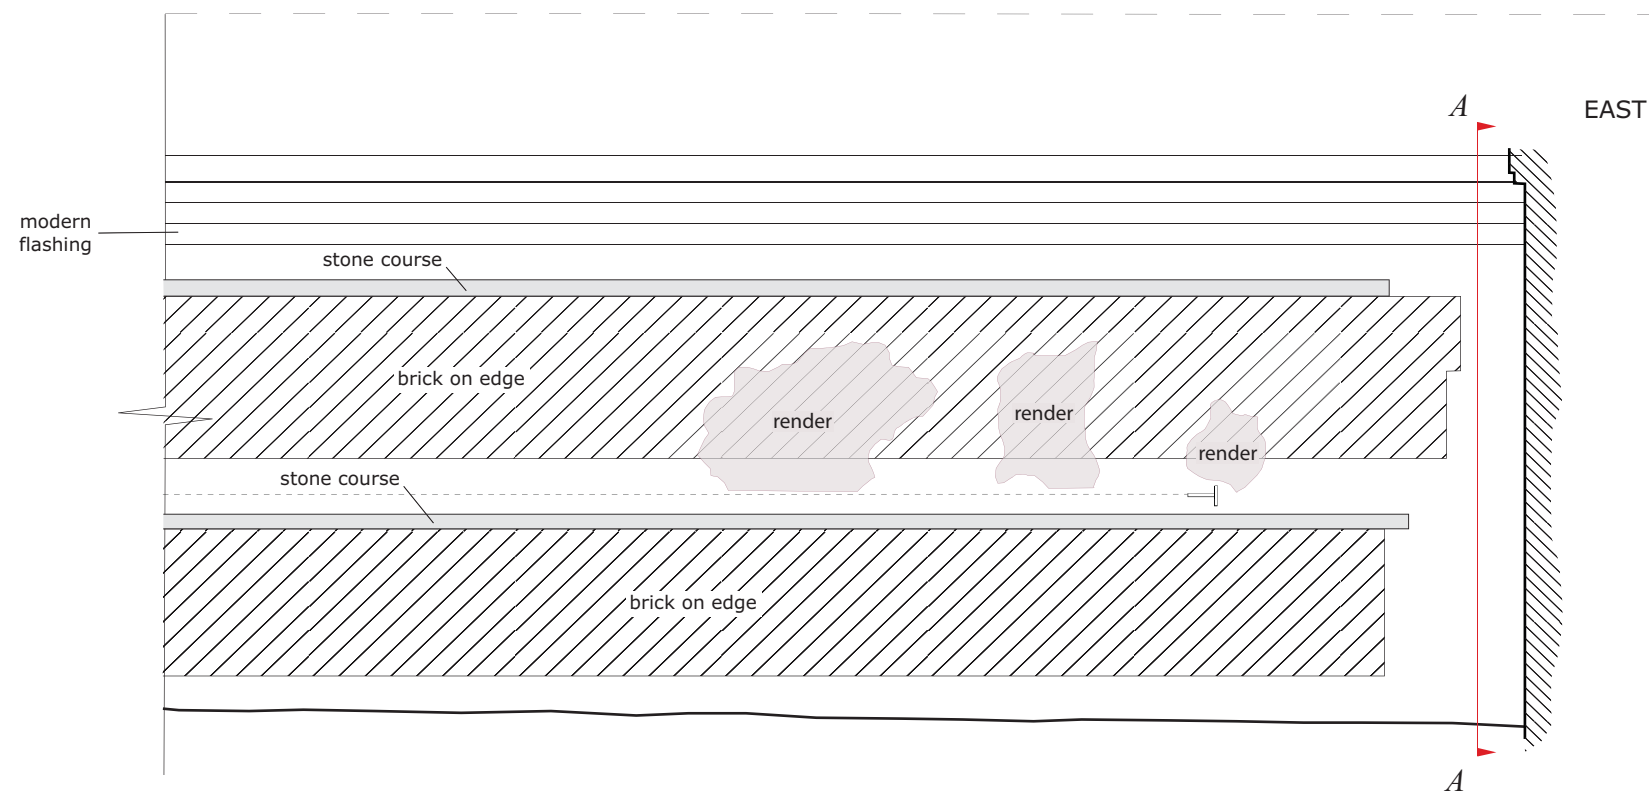 A
EAST
modern
flashing
stone course
brick on edge
render
render
render
stone course
brick on edge
A